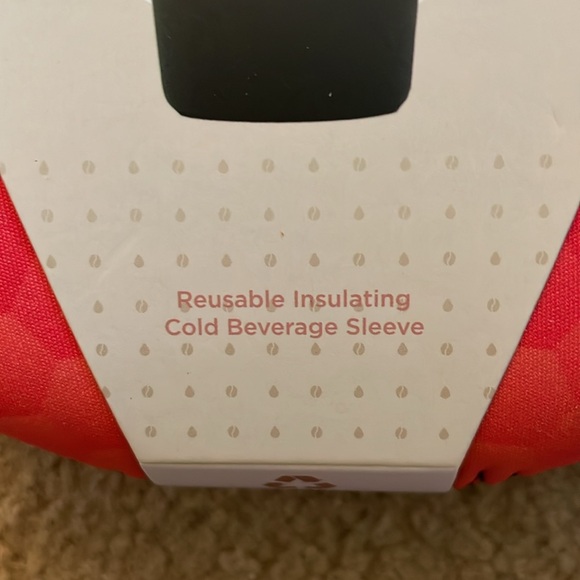 Reusable Insulating
Cold Beverage Sleeve